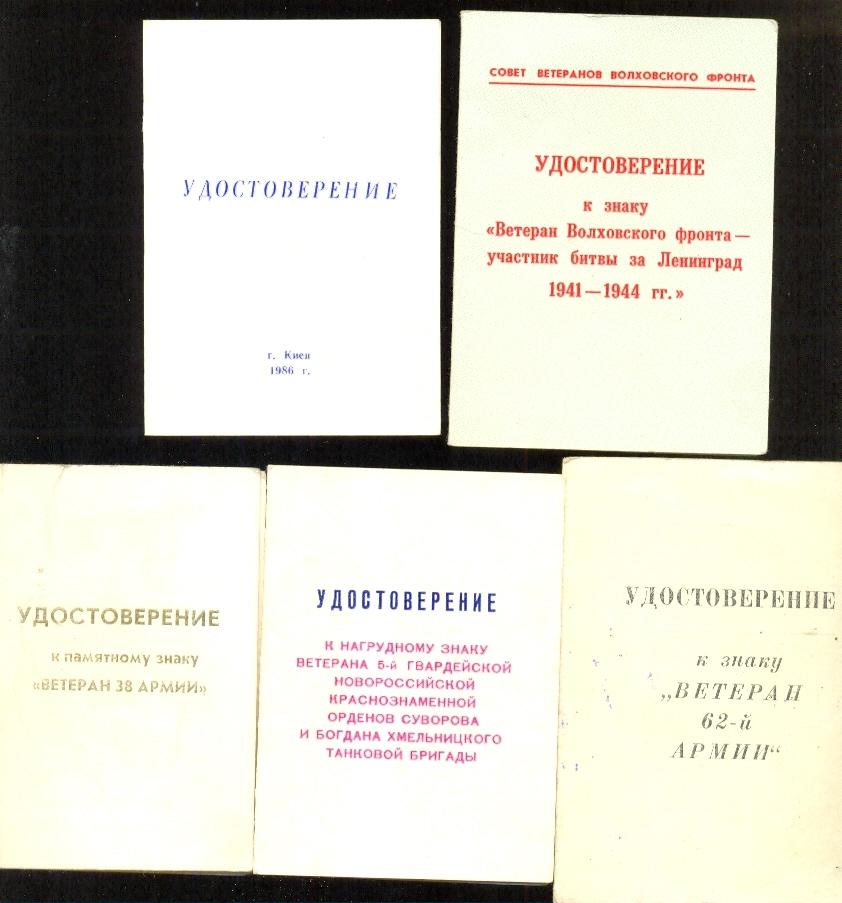 УДОСТОВЕРЕНИЕ
г. Киев
1986 г.
СОВЕТ ВЕТЕРАНОВ ВОЛХОВСКОГО ФРОНТА
УДОСТОВЕРЕНИЕ
к знаку
«Ветеран Волховского фронта —
участник битвы за Ленинград
1941 — 1944 гг.»
УДОСТОВЕРЕНИЕ
к памятному знаку
«ВЕТЕРАН 38 АРМИИ»
УДОСТОВЕРЕНИЕ
К НАГРУДНОМУ ЗНАКУ
ВЕТЕРАНА 5-й ГВАРДЕЙСКОЙ
НОВОРОССИЙСКОЙ
КРАСНОЗНАМЕННОЙ
ОРДЕНОВ СУВОРОВА
И БОГДАНА ХМЕЛЬНИЦКОГО
ТАНКОВОЙ БРИГАДЫ
УДОСТОВЕРЕНИЕ
к знаку
„ВЕТЕРАН
62-й
АРМИИ“